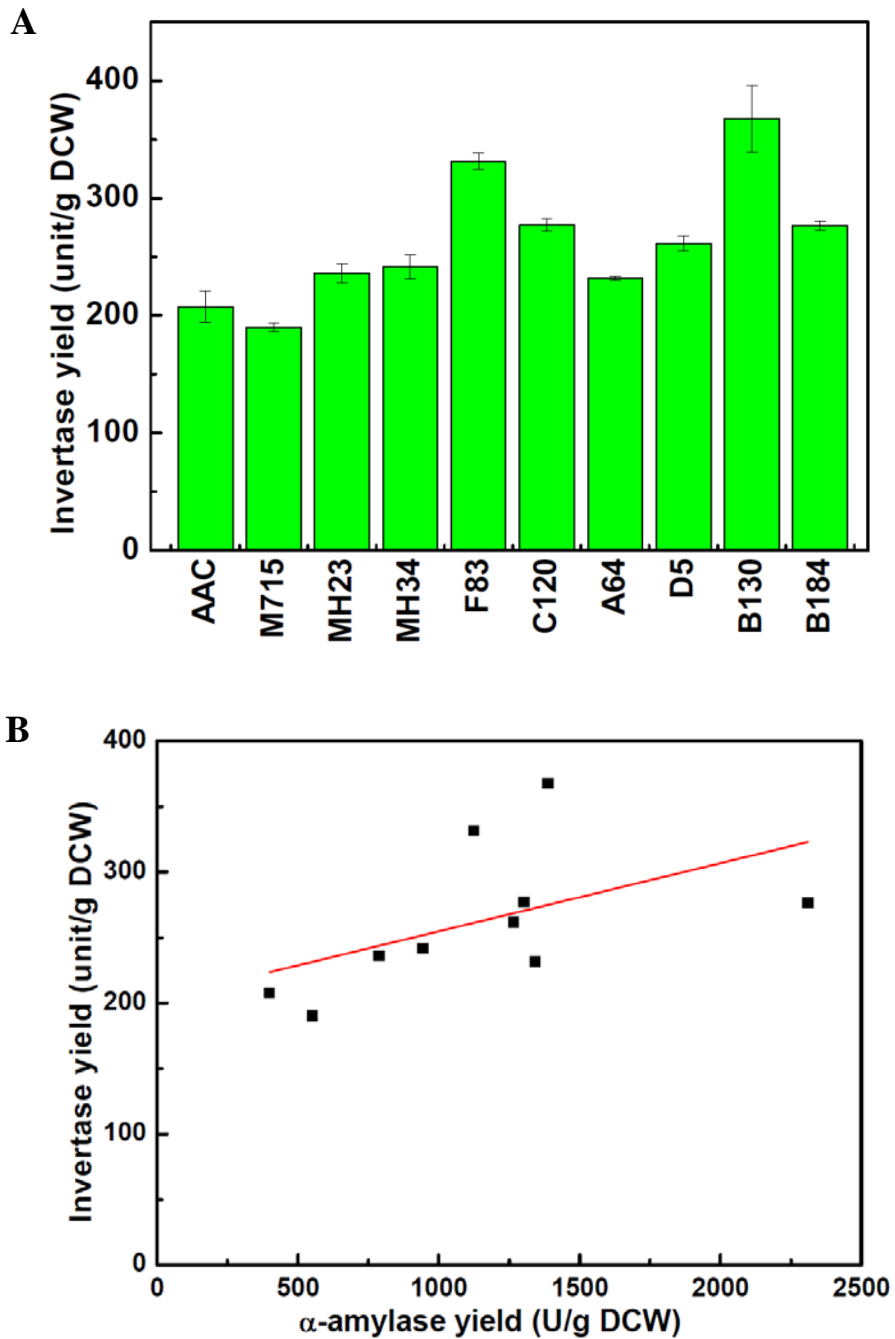 A
Invertase yield (unit/g DCW)
400
300
200
100
0
AAC
M715
MH23
MH34
F83
C120
A64
D5
B130
B184
B
Invertase yield (unit/g DCW)
400
300
200
100
0
0 500 1000 1500 2000 2500
α-amylase yield (U/g DCW)